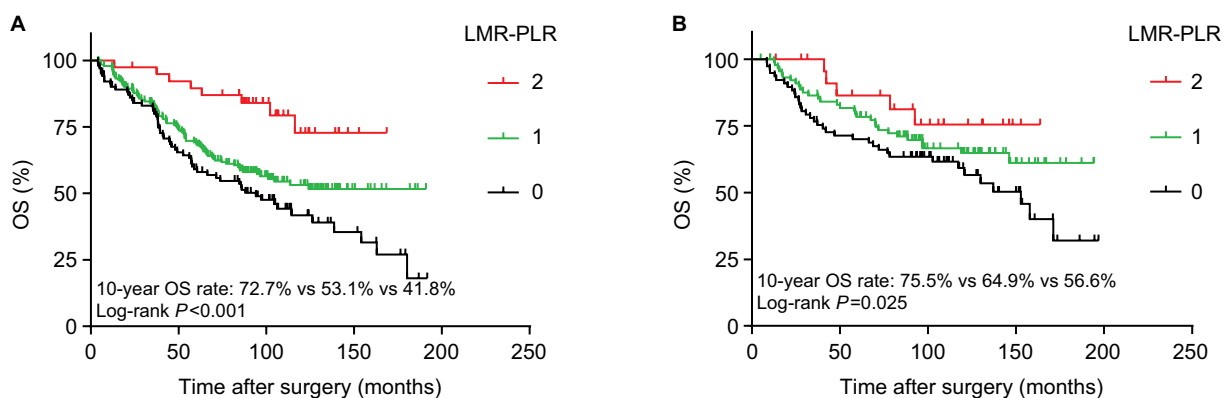 A
LMR-PLR
2
1
0
100
75
50
25
0
OS (%)
10-year OS rate: 72.7% vs 53.1% vs 41.8%
Log-rank P<0.001
0 50 100 150 200 250
Time after surgery (months)
B
LMR-PLR
2
1
0
100
75
50
25
0
OS (%)
10-year OS rate: 75.5% vs 64.9% vs 56.6%
Log-rank P=0.025
0 50 100 150 200 250
Time after surgery (months)